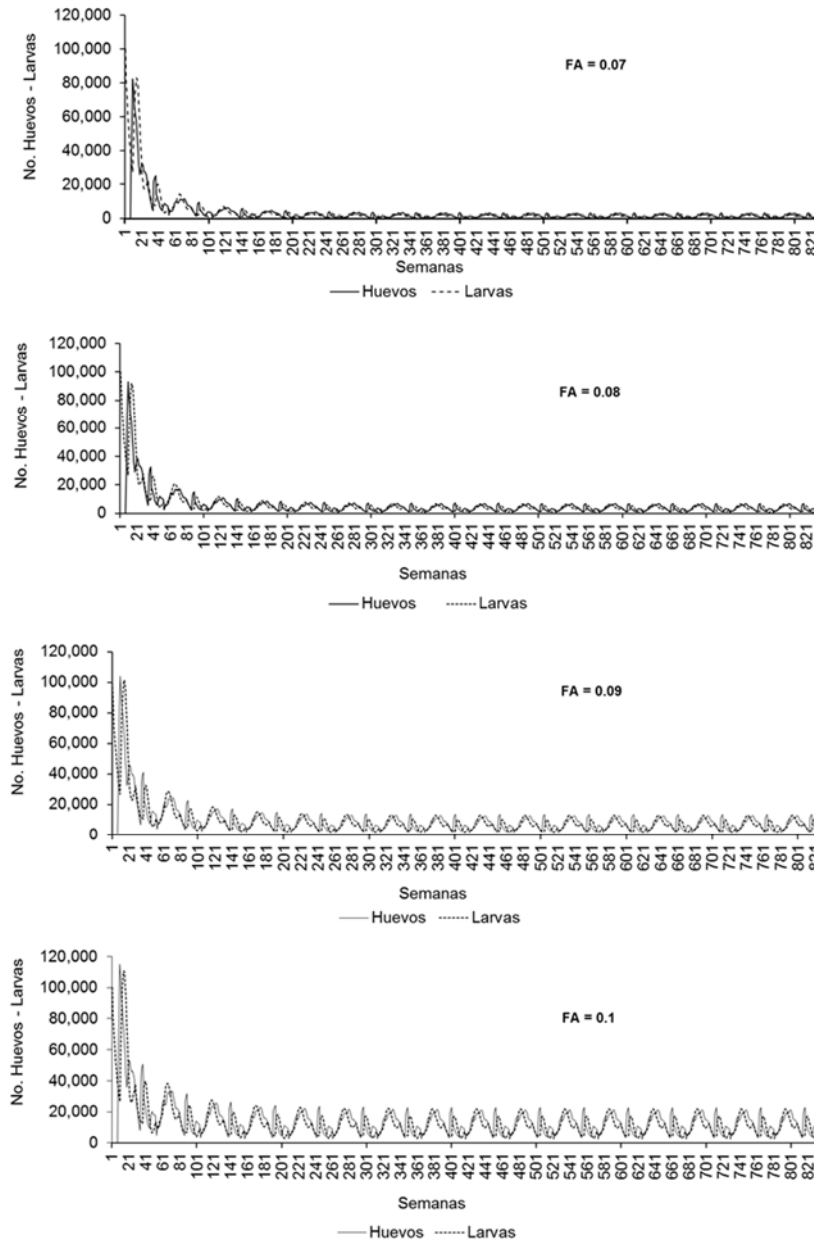 120,000
100,000
80,000
60,000
40,000
20,000
0
No. Huevos - Larvas
FA = 0.07
1 21 41 61 81 101 121 141 161 181 201 221 241 261 281 301 321 341 361 381 401 421 441 461 481 501 521 541 561 581 601 621 641 661 681 701 721 741 761 781 801 821
Semanas
Huevos Larvas
120,000
100,000
80,000
60,000
40,000
20,000
0
No. Huevos - Larvas
FA = 0.08
1 21 41 61 81 101 121 141 161 181 201 221 241 261 281 301 321 341 361 381 401 421 441 461 481 501 521 541 561 581 601 621 641 661 681 701 721 741 761 781 801 821
Semanas
Huevos Larvas
120,000
100,000
80,000
60,000
40,000
20,000
0
No. Huevos - Larvas
FA = 0.09
1 21 41 61 81 101 121 141 161 181 201 221 241 261 281 301 321 341 361 381 401 421 441 461 481 501 521 541 561 581 601 621 641 661 681 701 721 741 761 781 801
Semanas
Huevos Larvas
120,000
100,000
80,000
60,000
40,000
20,000
0
No. Huevos - Larvas
FA = 0.1
1 21 41 61 81 101 121 141 161 181 201 221 241 261 281 301 321 341 361 381 401 421 441 461 481 501 521 541 561 581 601 621 641 661 681 701 721 741 761 781 801
Semanas
Huevos Larvas